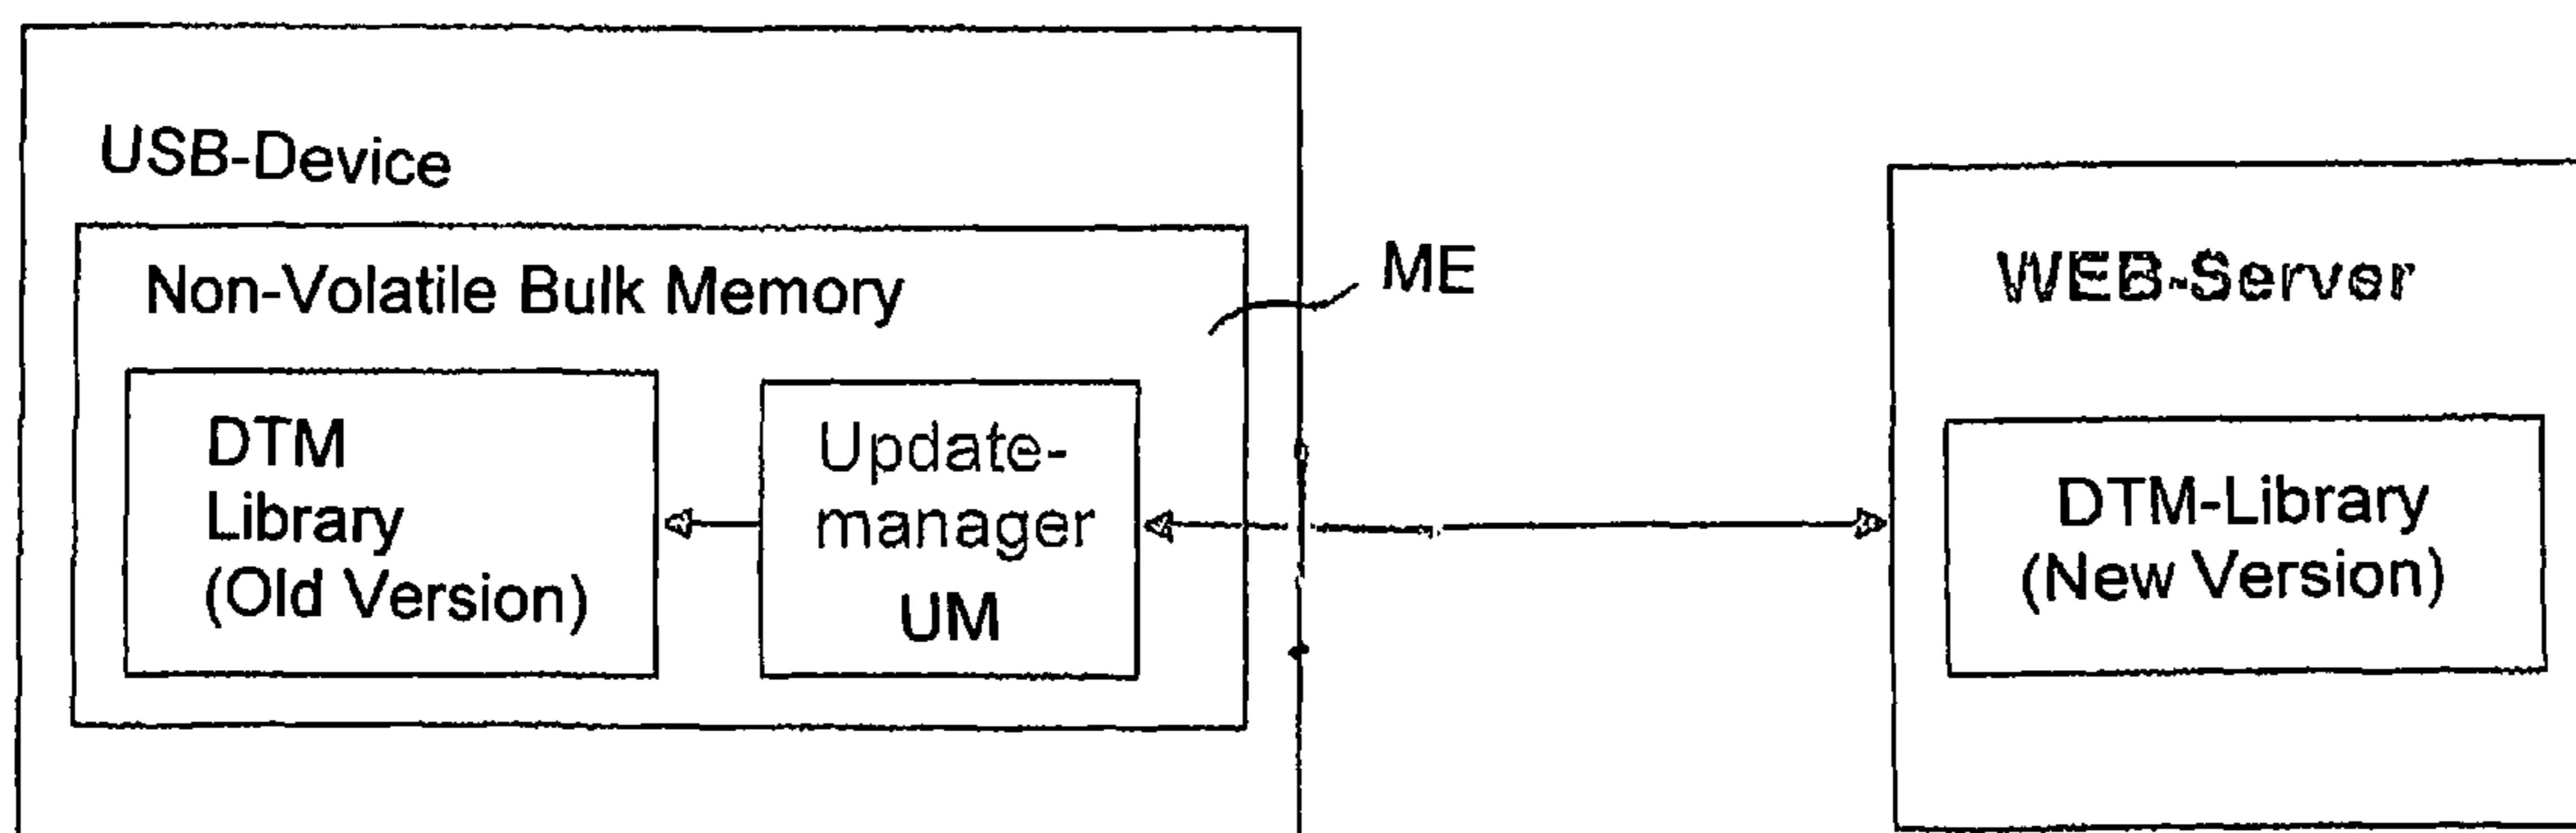 USB-Device
Non-Volatile Bulk Memory
ME
DTM
Library
(Old Version)
Update-
manager
UM
WEB-Server
DTM-Library
(New Version)